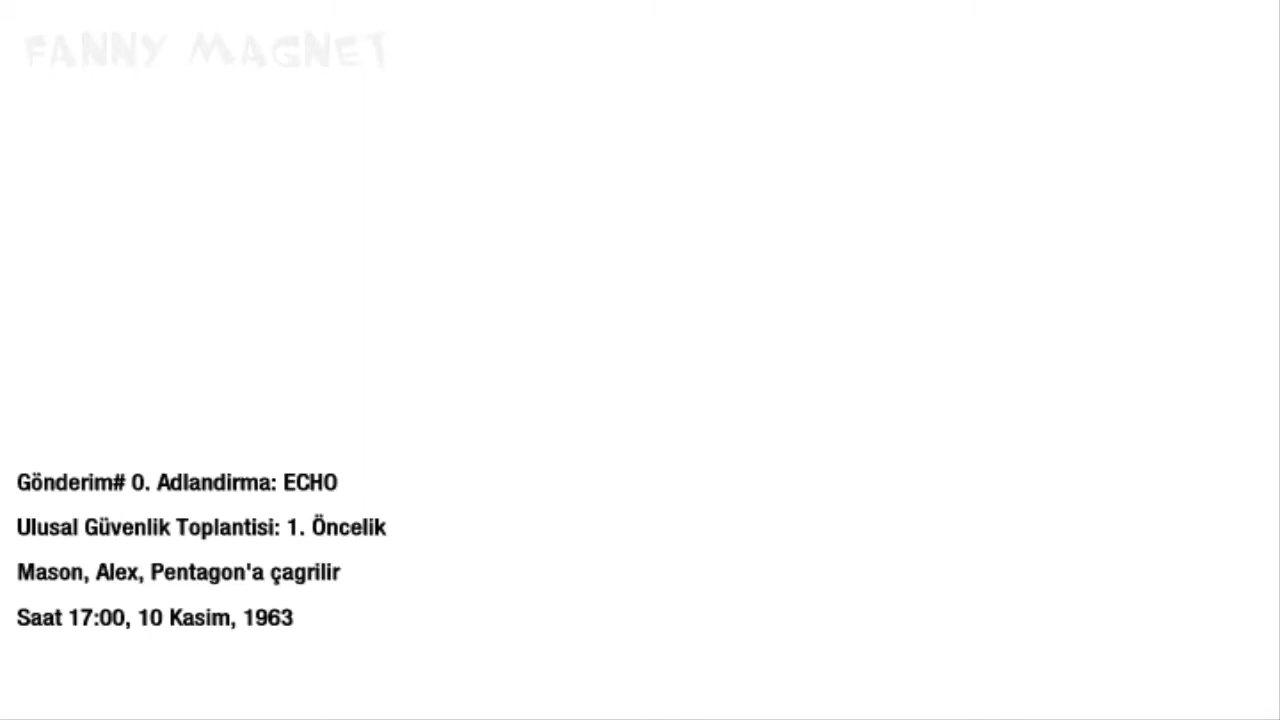 FANNY MAGNET
Gönderim# 0. Adlandirma: ECHO
Ulusal Güvenlik Toplantisi: 1. Öncelik
Mason, Alex, Pentagon'a çagrilir
Saat 17:00, 10 Kasim, 1963